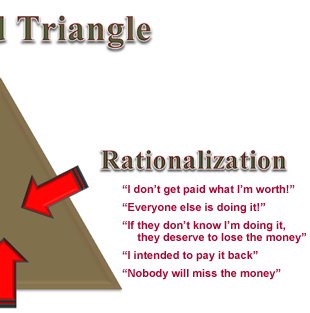 Triangle
Rationalization
“I don’t get paid what I’m worth!”
“Everyone else is doing it!”
“If they don’t know I’m doing it,
they deserve to lose the money”
“I intended to pay it back”
“Nobody will miss the money”